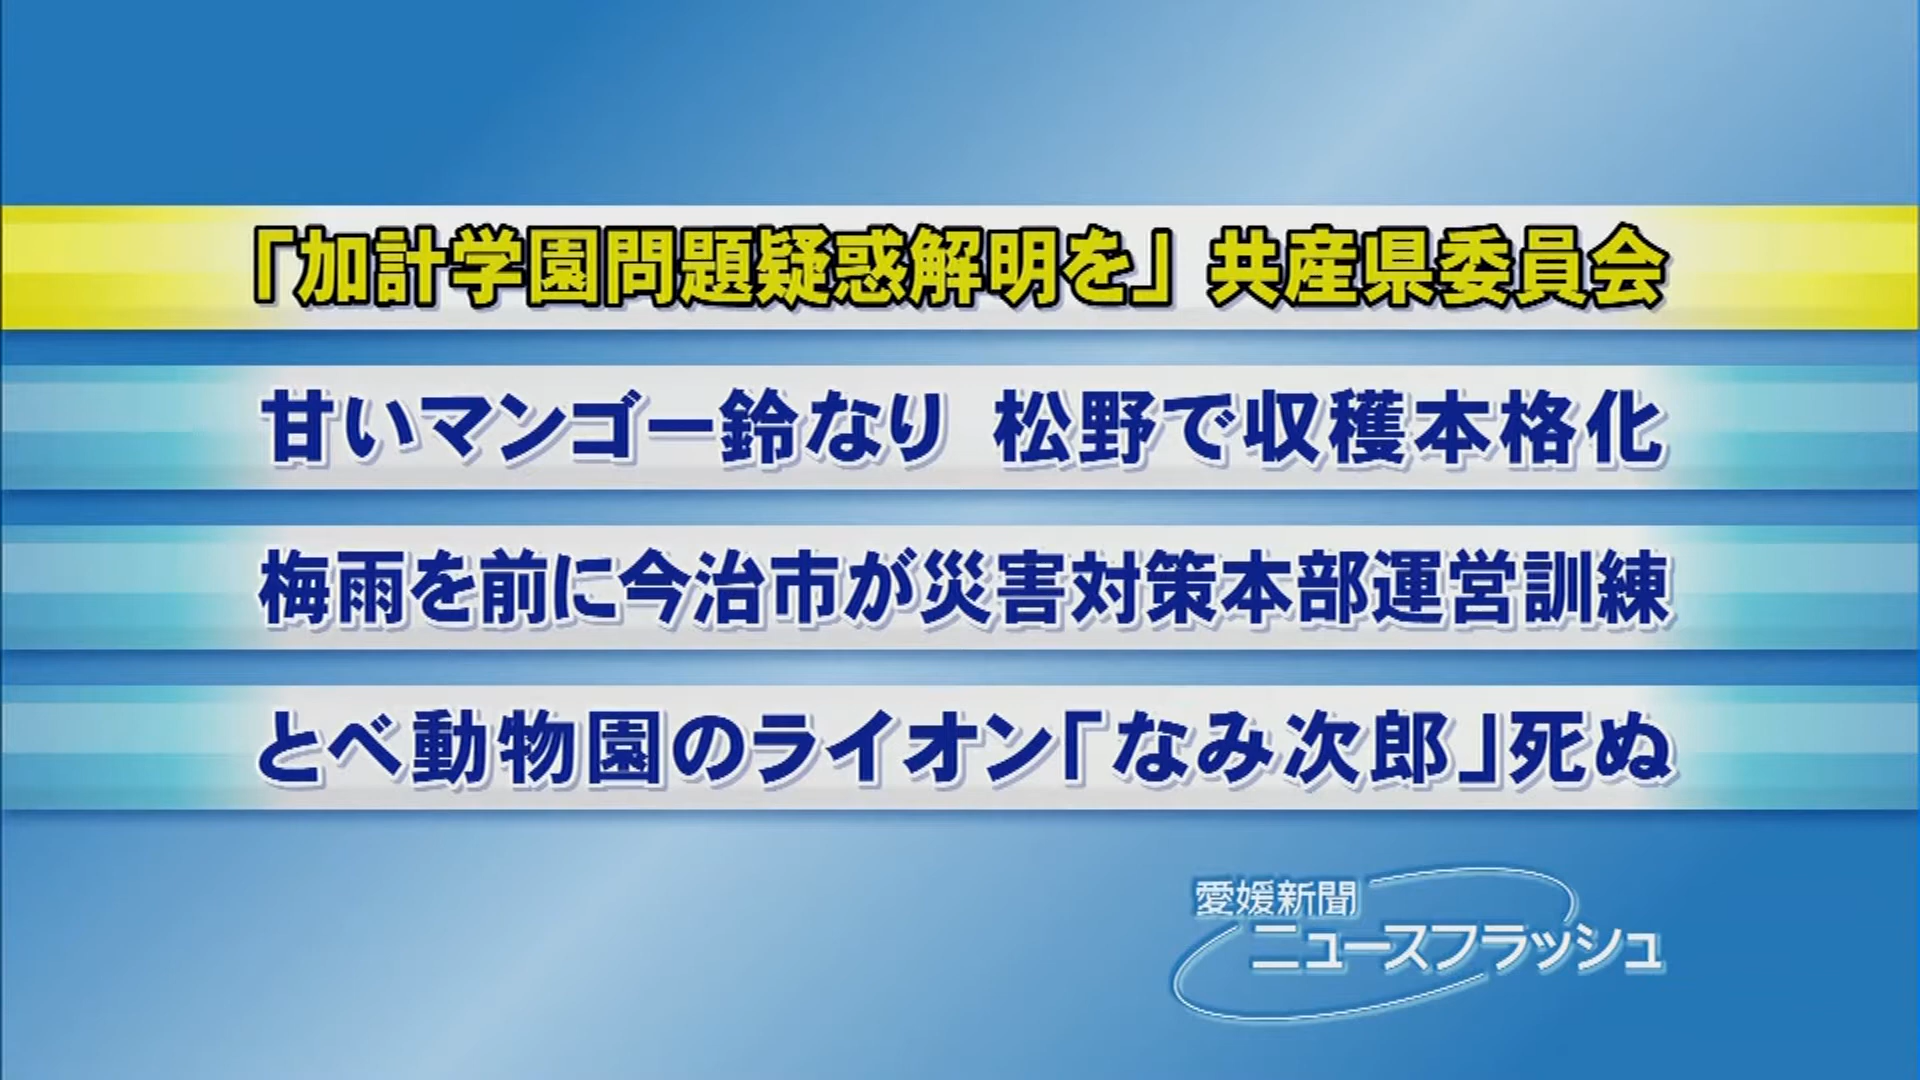 「加計学園問題疑惑解明を」 共産県委員会
甘いマンゴー鈴なり 松野で収穫本格化
梅雨を前に今治市が災害対策本部運営訓練
とべ動物園のライオン「なみ次郎」死ぬ
愛媛新聞
ニュースフラッシュ